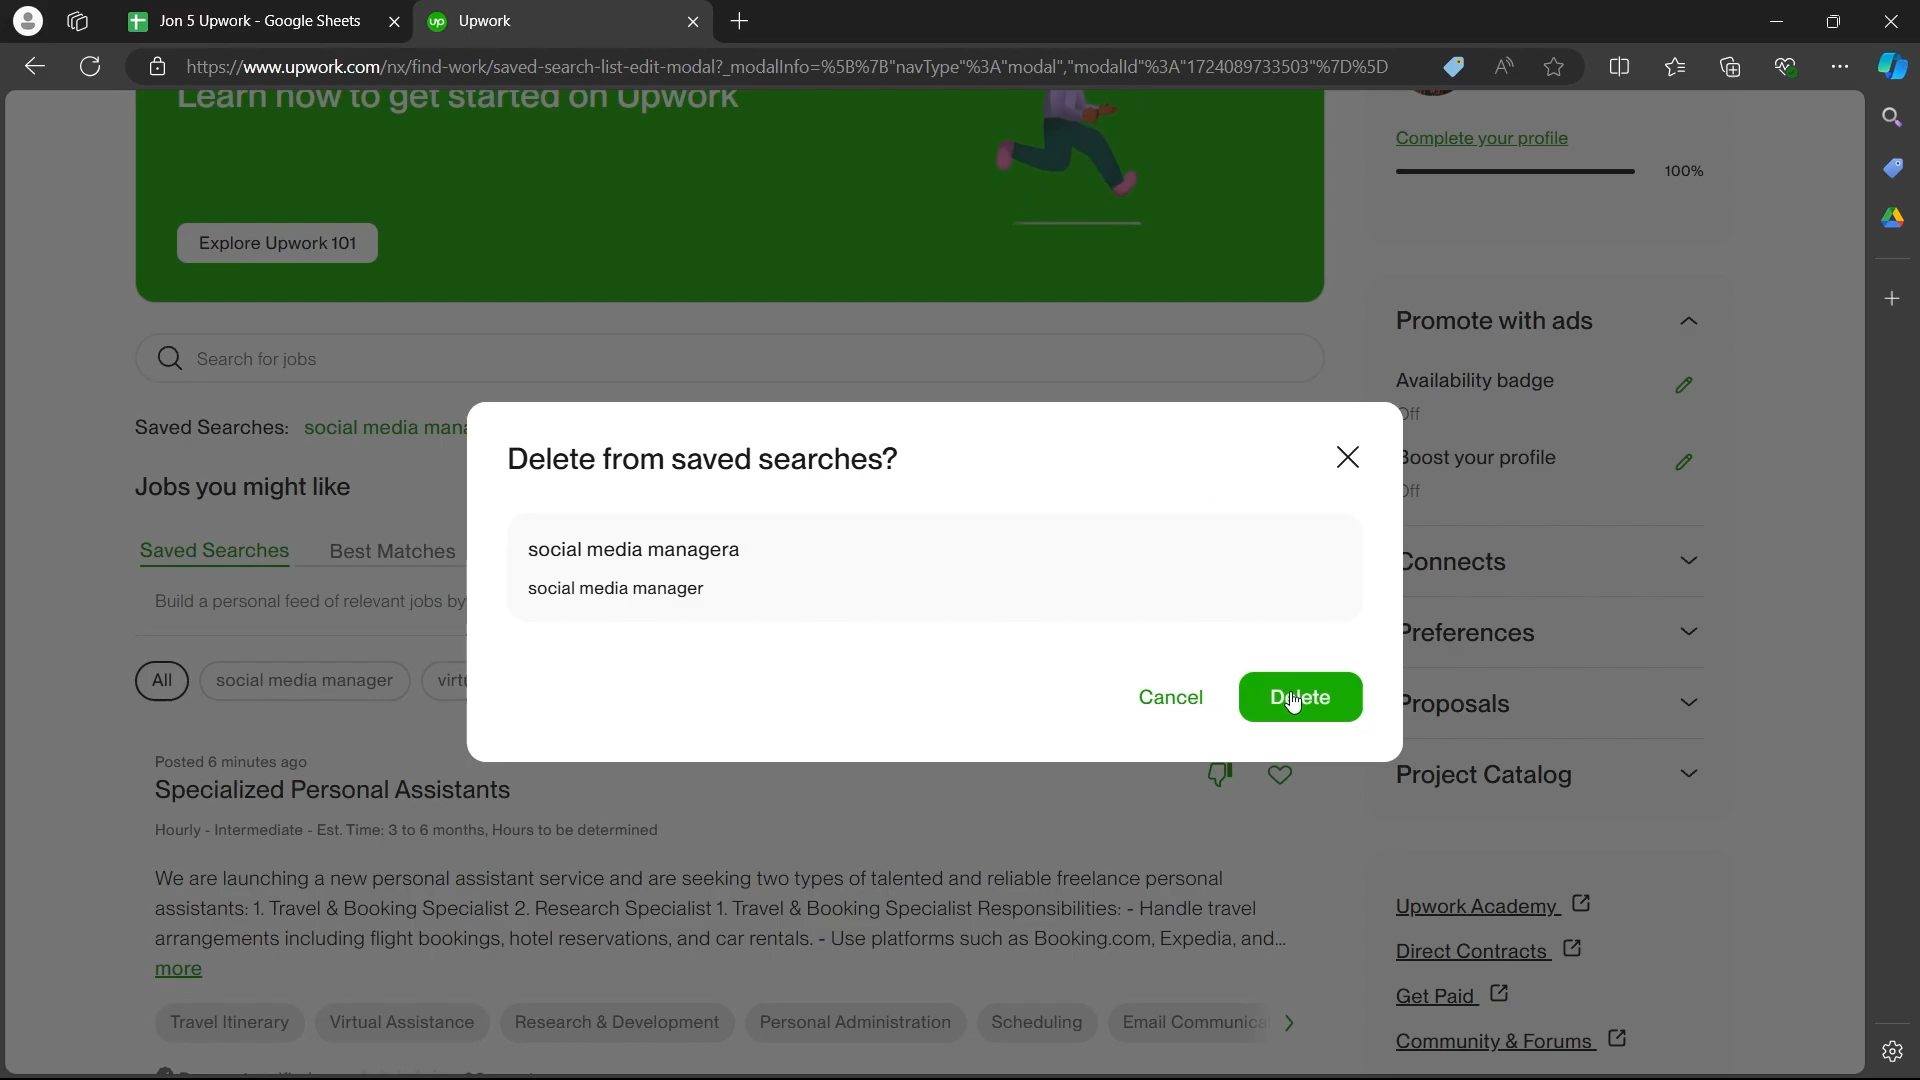 Jon 5 Upwork - Google Sheets
Upwork
https://www.upwork.com/nx/find-work/saved-search-list-edit-modal?_modalInfo=%5B%7B"navType"%3A"modal","modalId"%3A"1724089733503"%7D%5D
Learn how to get started on Upwork
Explore Upwork 101
Complete your profile
100%
Search for jobs
Promote with ads
Availability badge
Off
Boost your profile
Off
Saved Searches: social media mana
Jobs you might like
Saved Searches Best Matches
Build a personal feed of relevant jobs by
All social media manager virtu
Delete from saved searches?
social media managera
social media manager
Cancel Delete
Connects
Preferences
Proposals
Project Catalog
Posted 6 minutes ago
Specialized Personal Assistants
Hourly - Intermediate - Est. Time: 3 to 6 months, Hours to be determined
We are launching a new personal assistant service and are seeking two types of talented and reliable freelance personal
assistants: 1. Travel & Booking Specialist 2. Research Specialist 1. Travel & Booking Specialist Responsibilities: - Handle travel
arrangements including flight bookings, hotel reservations, and car rentals. - Use platforms such as Booking.com, Expedia, and...
more
Travel Itinerary Virtual Assistance Research & Development Personal Administration Scheduling Email Communica
Upwork Academy
Direct Contracts
Get Paid
Community & Forums